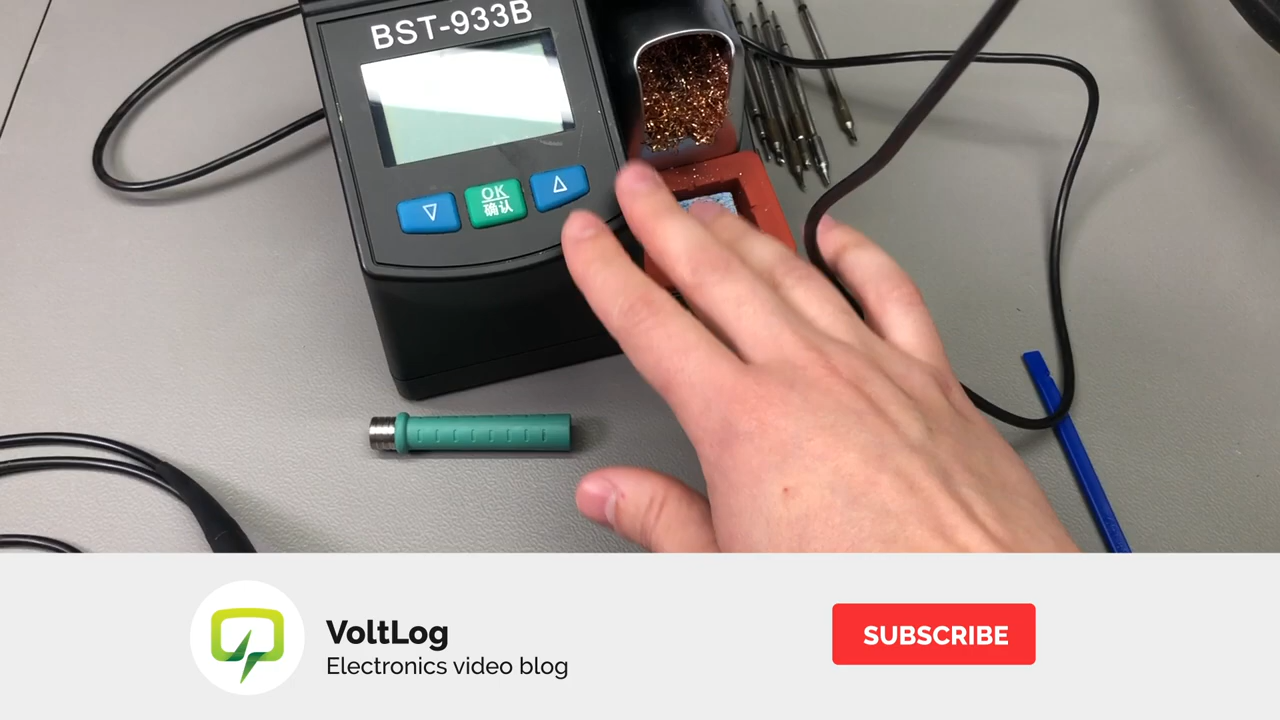 BST-933B
OK
确认
VoltLog
Electronics video blog
SUBSCRIBE